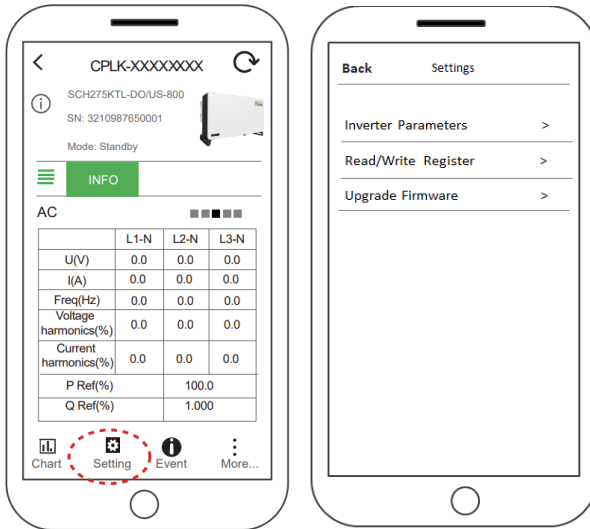 CPLK-XXXXXXXX
SCH275KTL-DO/US-800
SN: 3210987650001
Mode: Standby
INFO
AC
L1-N L2-N L3-N
U(V) 0.0 0.0 0.0
I(A) 0.0 0.0 0.0
Freq(Hz) 0.0 0.0 0.0
Voltage
harmonics(%) 0.0 0.0 0.0
Current
harmonics(%) 0.0 0.0 0.0
P Ref(%) 100.0
Q Ref(%) 1.000
Chart Setting Event More...
Back Settings
Inverter Parameters >
Read/Write Register >
Upgrade Firmware >